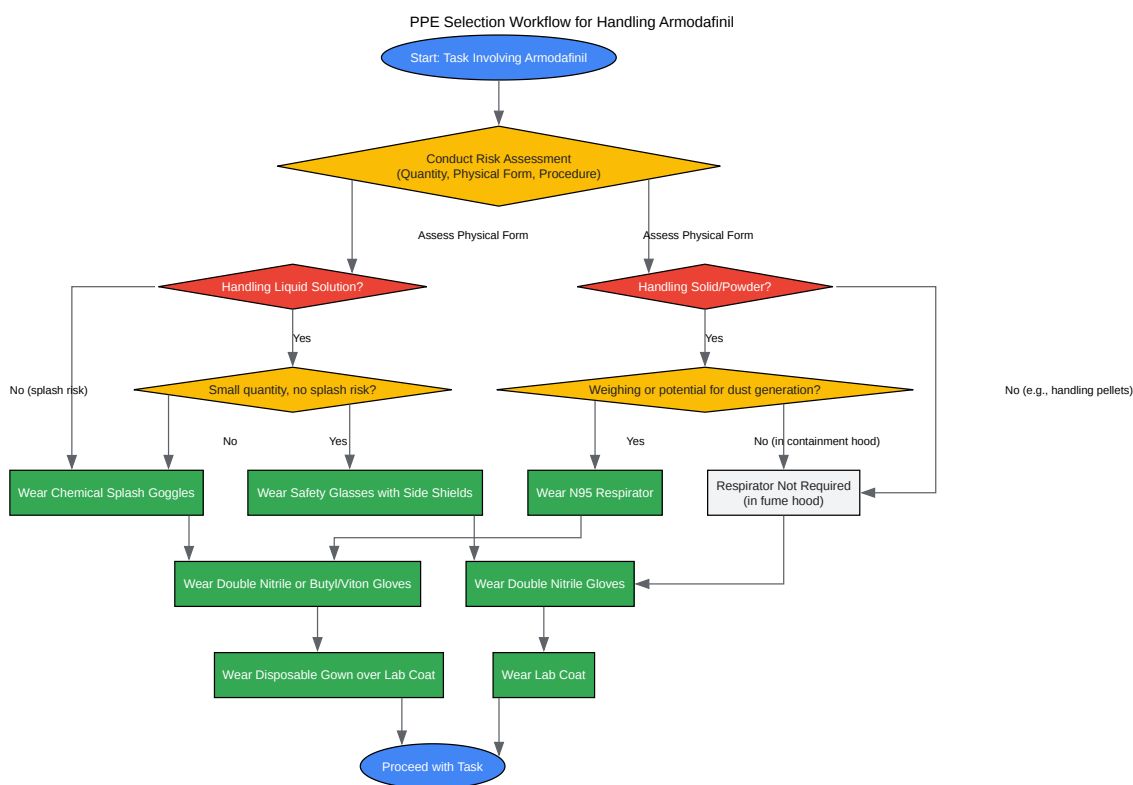 PPE Selection Workflow for Handling Armodafinil
Start: Task Involving Armodafinil
Conduct Risk Assessment
(Quantity, Physical Form, Procedure)
Assess Physical Form
Assess Physical Form
Handling Liquid Solution?
Handling Solid/Powder?
Yes
Yes
No (splash risk)
Small quantity, no splash risk?
Weighing or potential for dust generation?
No (e.g., handling pellets)
No
Yes
Yes
No (in containment hood)
Wear Chemical Splash Goggles
Wear Safety Glasses with Side Shields
Wear N95 Respirator
Respirator Not Required
(in fume hood)
Wear Double Nitrile or Butyl/Viton Gloves
Wear Double Nitrile Gloves
Wear Disposable Gown over Lab Coat
Wear Lab Coat
Proceed with Task